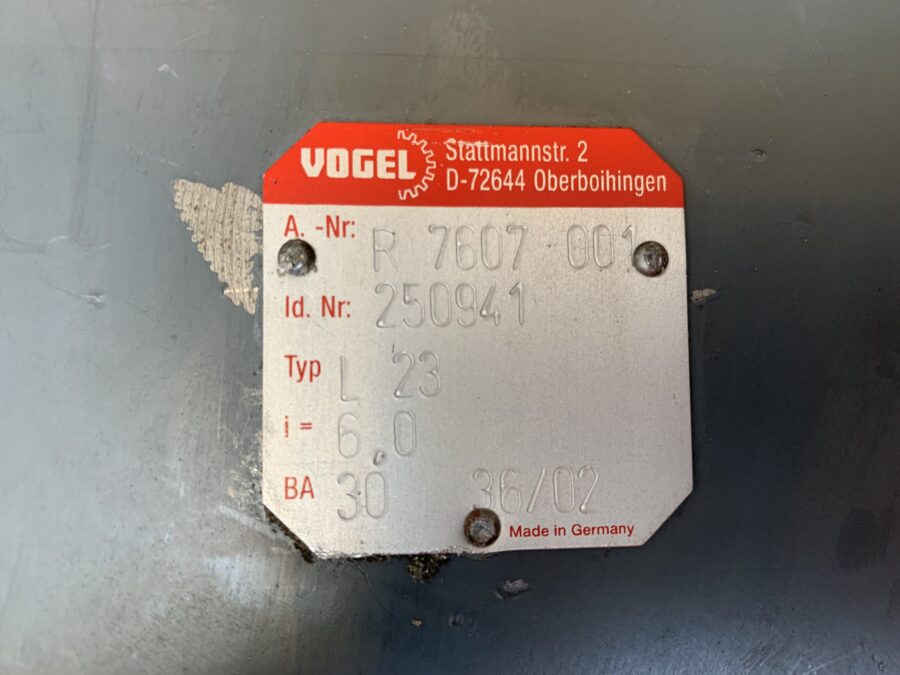 VOGEL
Stattmannstr. 2
D-72644 Oberboihingen
A. -Nr: R 7607 001
Id. Nr: 250941
Typ L 23
i = 6.0
BA 30 36/02
Made in Germany